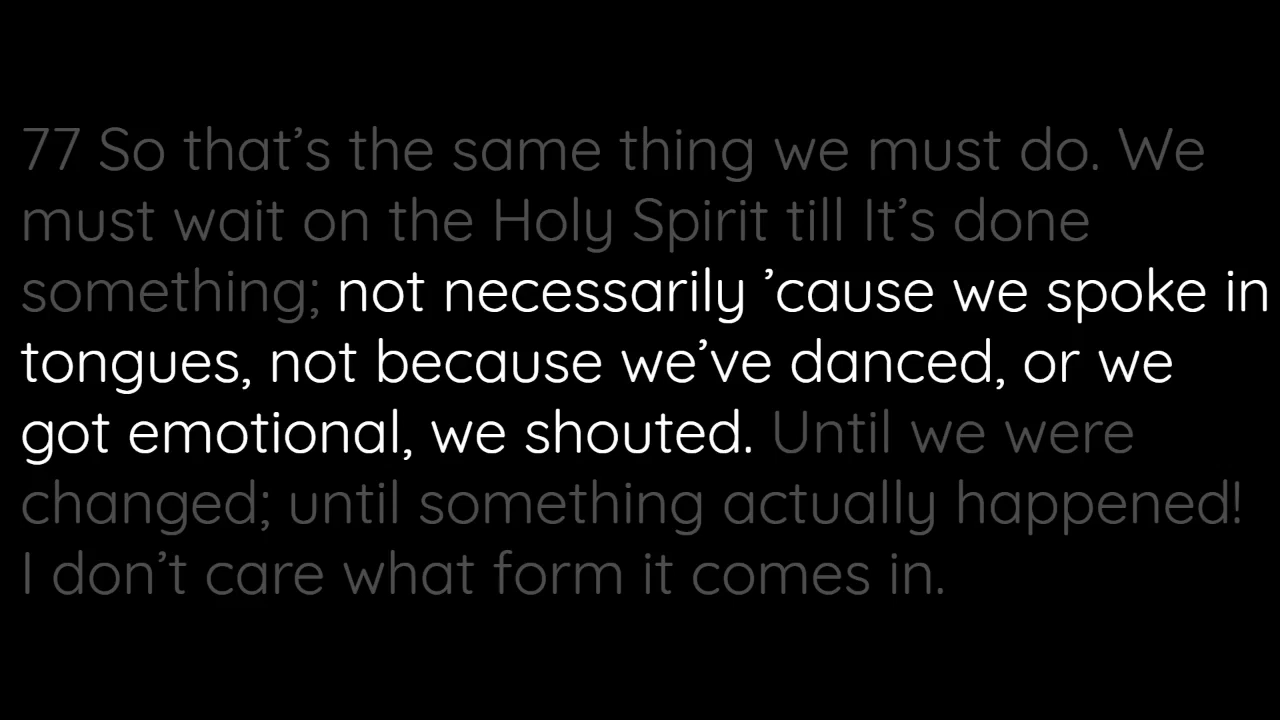 77 So that’s the same thing we must do. We
must wait on the Holy Spirit till It’s done
something; not necessarily ’cause we spoke in
tongues, not because we’ve danced, or we
got emotional, we shouted. Until we were
changed; until something actually happened!
I don’t care what form it comes in.